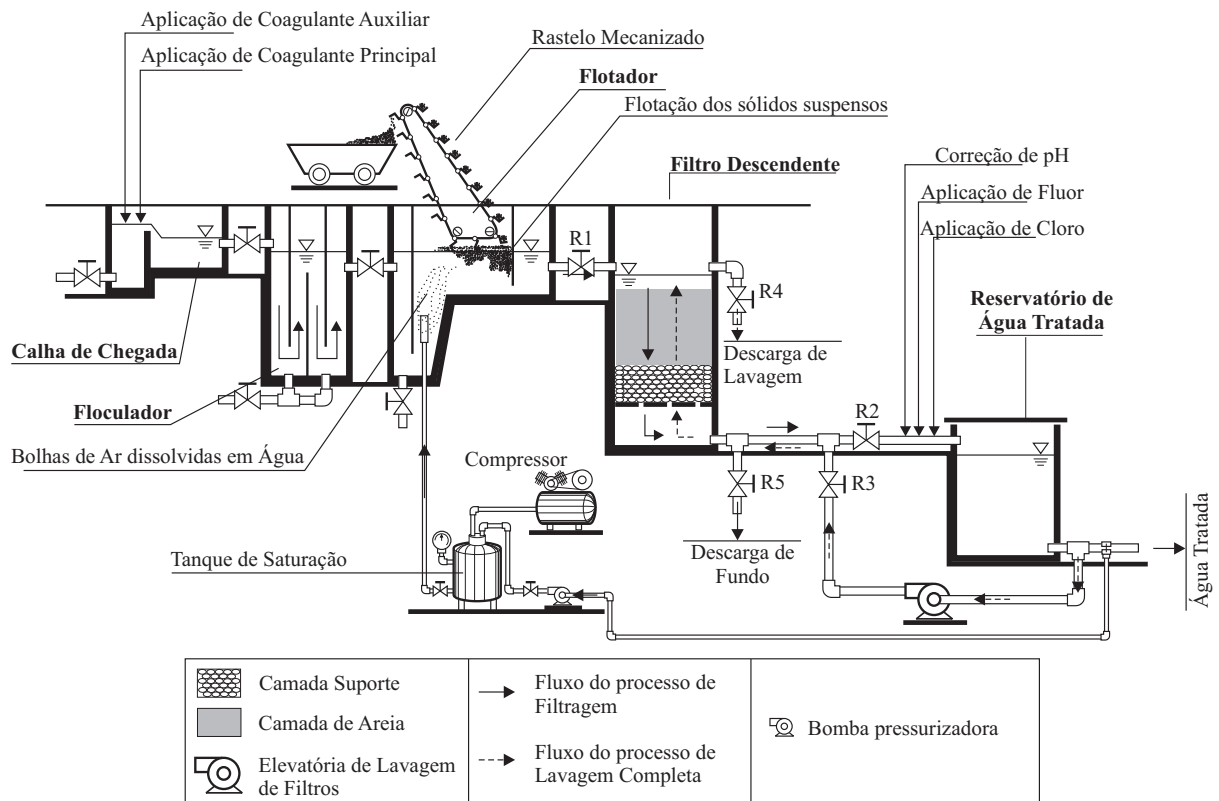 Aplicação de Coagulante Auxiliar
Aplicação de Coagulante Principal
Rastelo Mecanizado
Flotador
Flotação dos sólidos suspensos
Filtro Descendente
Correção de pH
Aplicação de Fluor
Aplicação de Cloro
R1
R4
Reservatório de
Água Tratada
Calha de Chegada
Descarga de
Lavagem
Floculador
R2
Bolhas de Ar dissolvidas em Água
Compressor
R5
R3
Tanque de Saturação
Descarga de
Fundo
Água Tratada
Camada Suporte
Camada de Areia
Elevatória de Lavagem
de Filtros
Fluxo do processo de
Filtragem
Fluxo do processo de
Lavagem Completa
Bomba pressurizadora